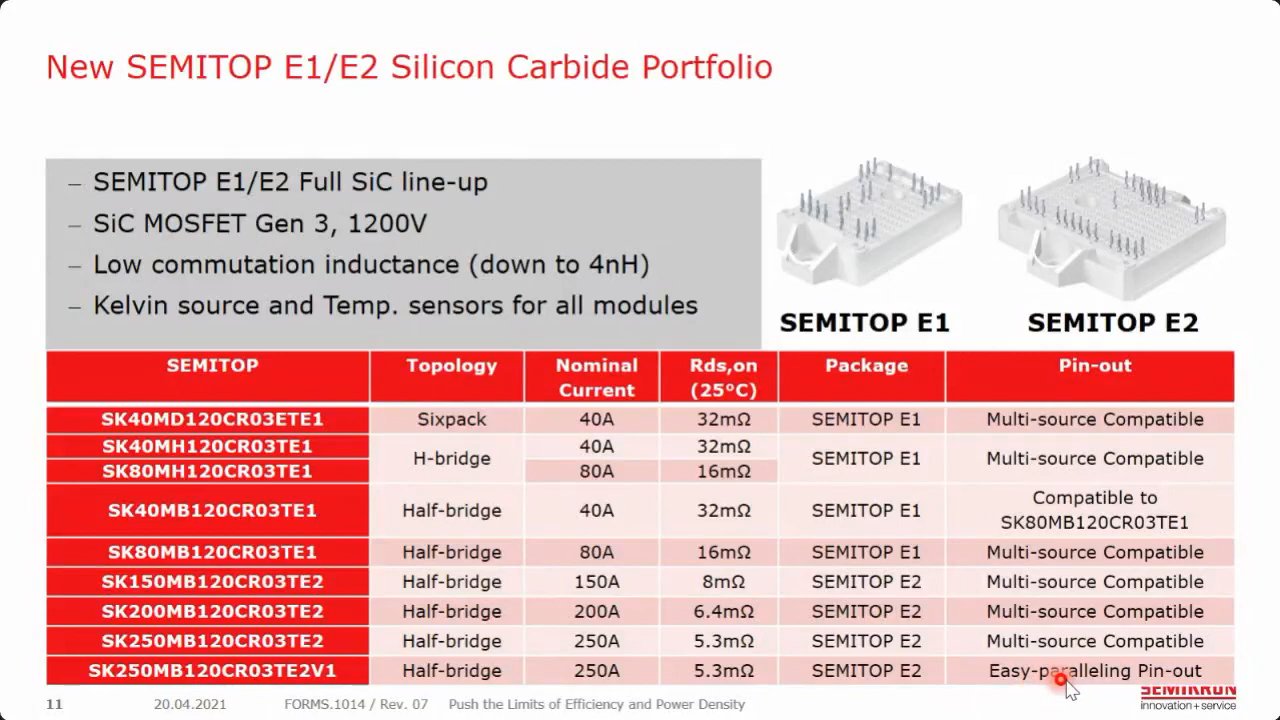 New SEMITOP E1/E2 Silicon Carbide Portfolio
– SEMITOP E1/E2 Full SiC line-up
– SiC MOSFET Gen 3, 1200V
– Low commutation inductance (down to 4nH)
– Kelvin source and Temp. sensors for all modules
SEMITOP E1 SEMITOP E2
SEMITOP Topology Nominal Current Rds,on (25°C) Package Pin-out
SK40MD120CR03ETE1 Sixpack 40A 32mΩ SEMITOP E1 Multi-source Compatible
SK40MH120CR03TE1 H-bridge 40A 32mΩ SEMITOP E1 Multi-source Compatible
SK80MH120CR03TE1 80A 16mΩ
SK40MB120CR03TE1 Half-bridge 40A 32mΩ SEMITOP E1 Compatible to SK80MB120CR03TE1
SK80MB120CR03TE1 Half-bridge 80A 16mΩ SEMITOP E1 Multi-source Compatible
SK150MB120CR03TE2 Half-bridge 150A 8mΩ SEMITOP E2 Multi-source Compatible
SK200MB120CR03TE2 Half-bridge 200A 6.4mΩ SEMITOP E2 Multi-source Compatible
SK250MB120CR03TE2 Half-bridge 250A 5.3mΩ SEMITOP E2 Multi-source Compatible
SK250MB120CR03TE2V1 Half-bridge 250A 5.3mΩ SEMITOP E2 Easy-paralleling Pin-out
11 20.04.2021 FORMS.1014 / Rev. 07 Push the Limits of Efficiency and Power Density
SEMIKRON
innovation+service